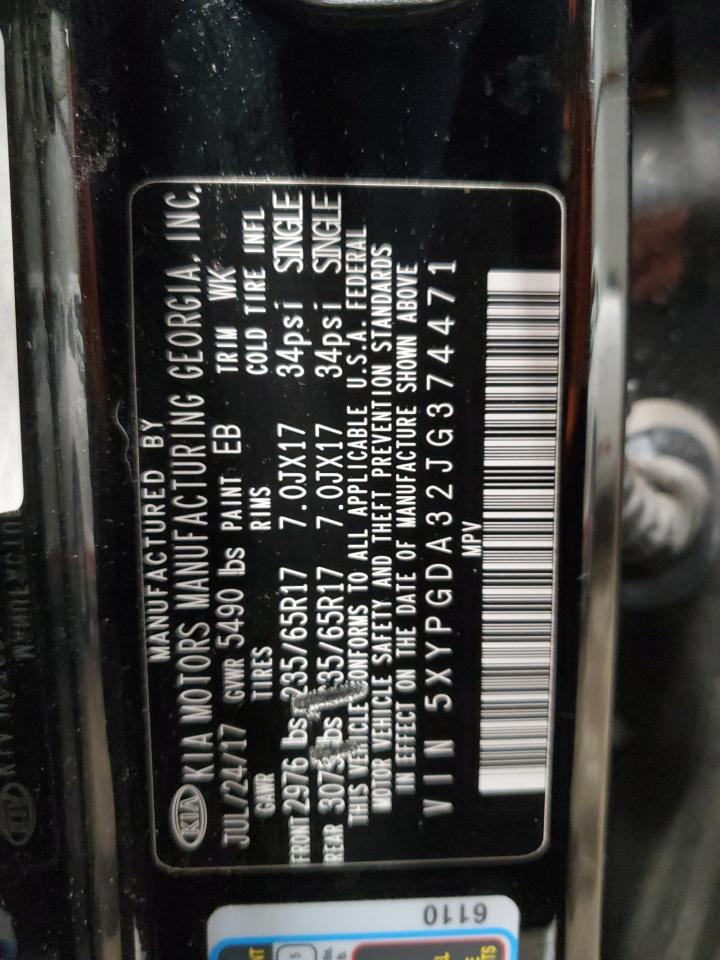 MANUFACTURED BY
KIA KIA MOTORS MANUFACTURING GEORGIA, INC.
JUL/24/17 GVWR 5490 lbs PAINT EB TRIM WK
GAWR TIRES RIMS COLD TIRE INFL
FRONT 2976 lbs 235/65R17 7.0JX17 34psi SINGLE
REAR lbs 235/65R17 7.0JX17 34psi SINGLE
THIS VEHICLE CONFORMS TO ALL APPLICABLE U.S.A. FEDERAL
MOTOR VEHICLE SAFETY AND THEFT PREVENTION STANDARDS
IN EFFECT ON THE DATE OF MANUFACTURE SHOWN ABOVE
VIN 5XYPGDA32JG374471
MPV
6110